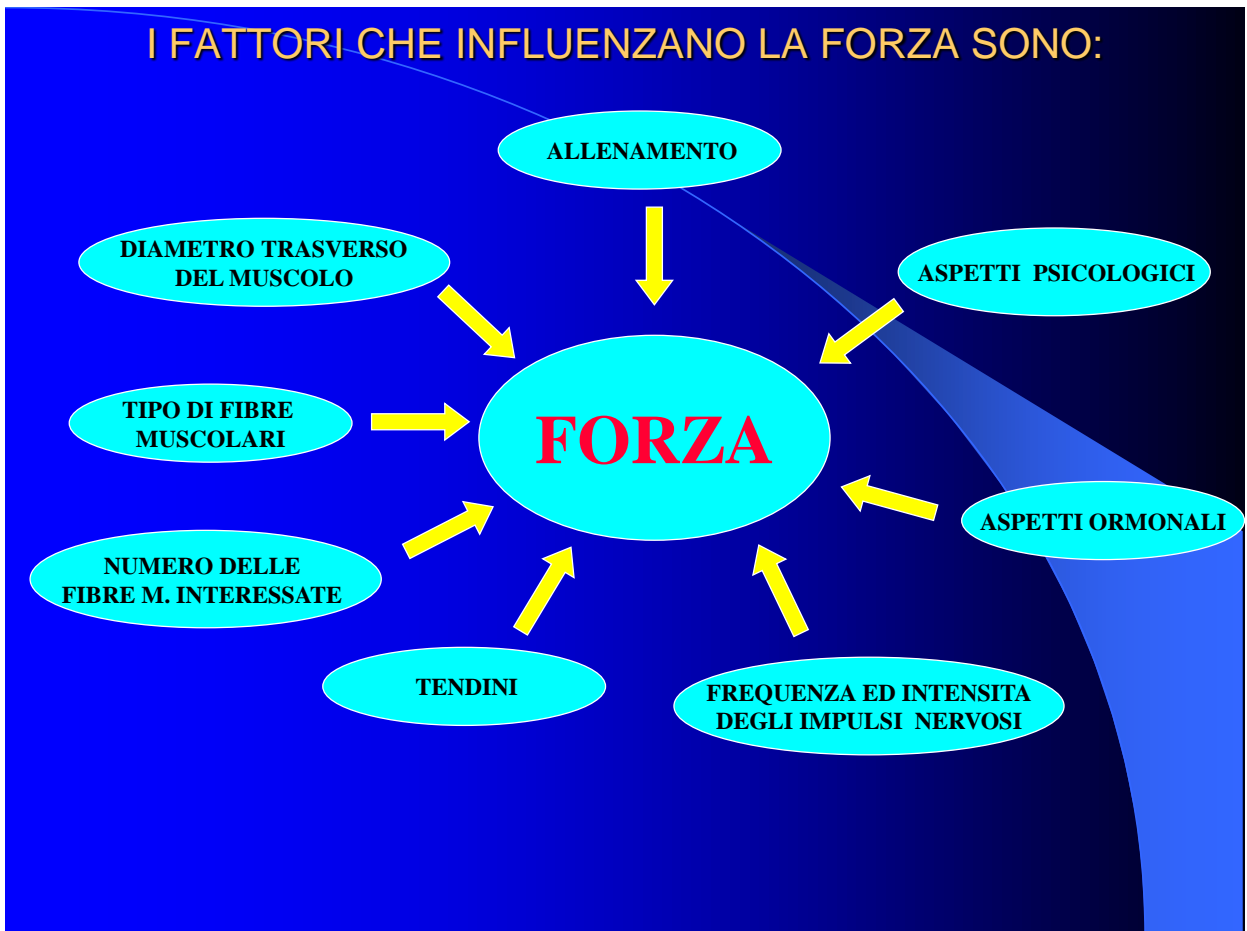 I FATTORI CHE INFLUENZANO LA FORZA SONO:
ALLENAMENTO
DIAMETRO TRASVERSO
DEL MUSCOLO
ASPETTI PSICOLOGICI
TIPO DI FIBRE
MUSCOLARI
FORZA
ASPETTI ORMONALI
NUMERO DELLE
FIBRE M. INTERESSATE
TENDINI
FREQUENZA ED INTENSITA
DEGLI IMPULSI NERVOSI